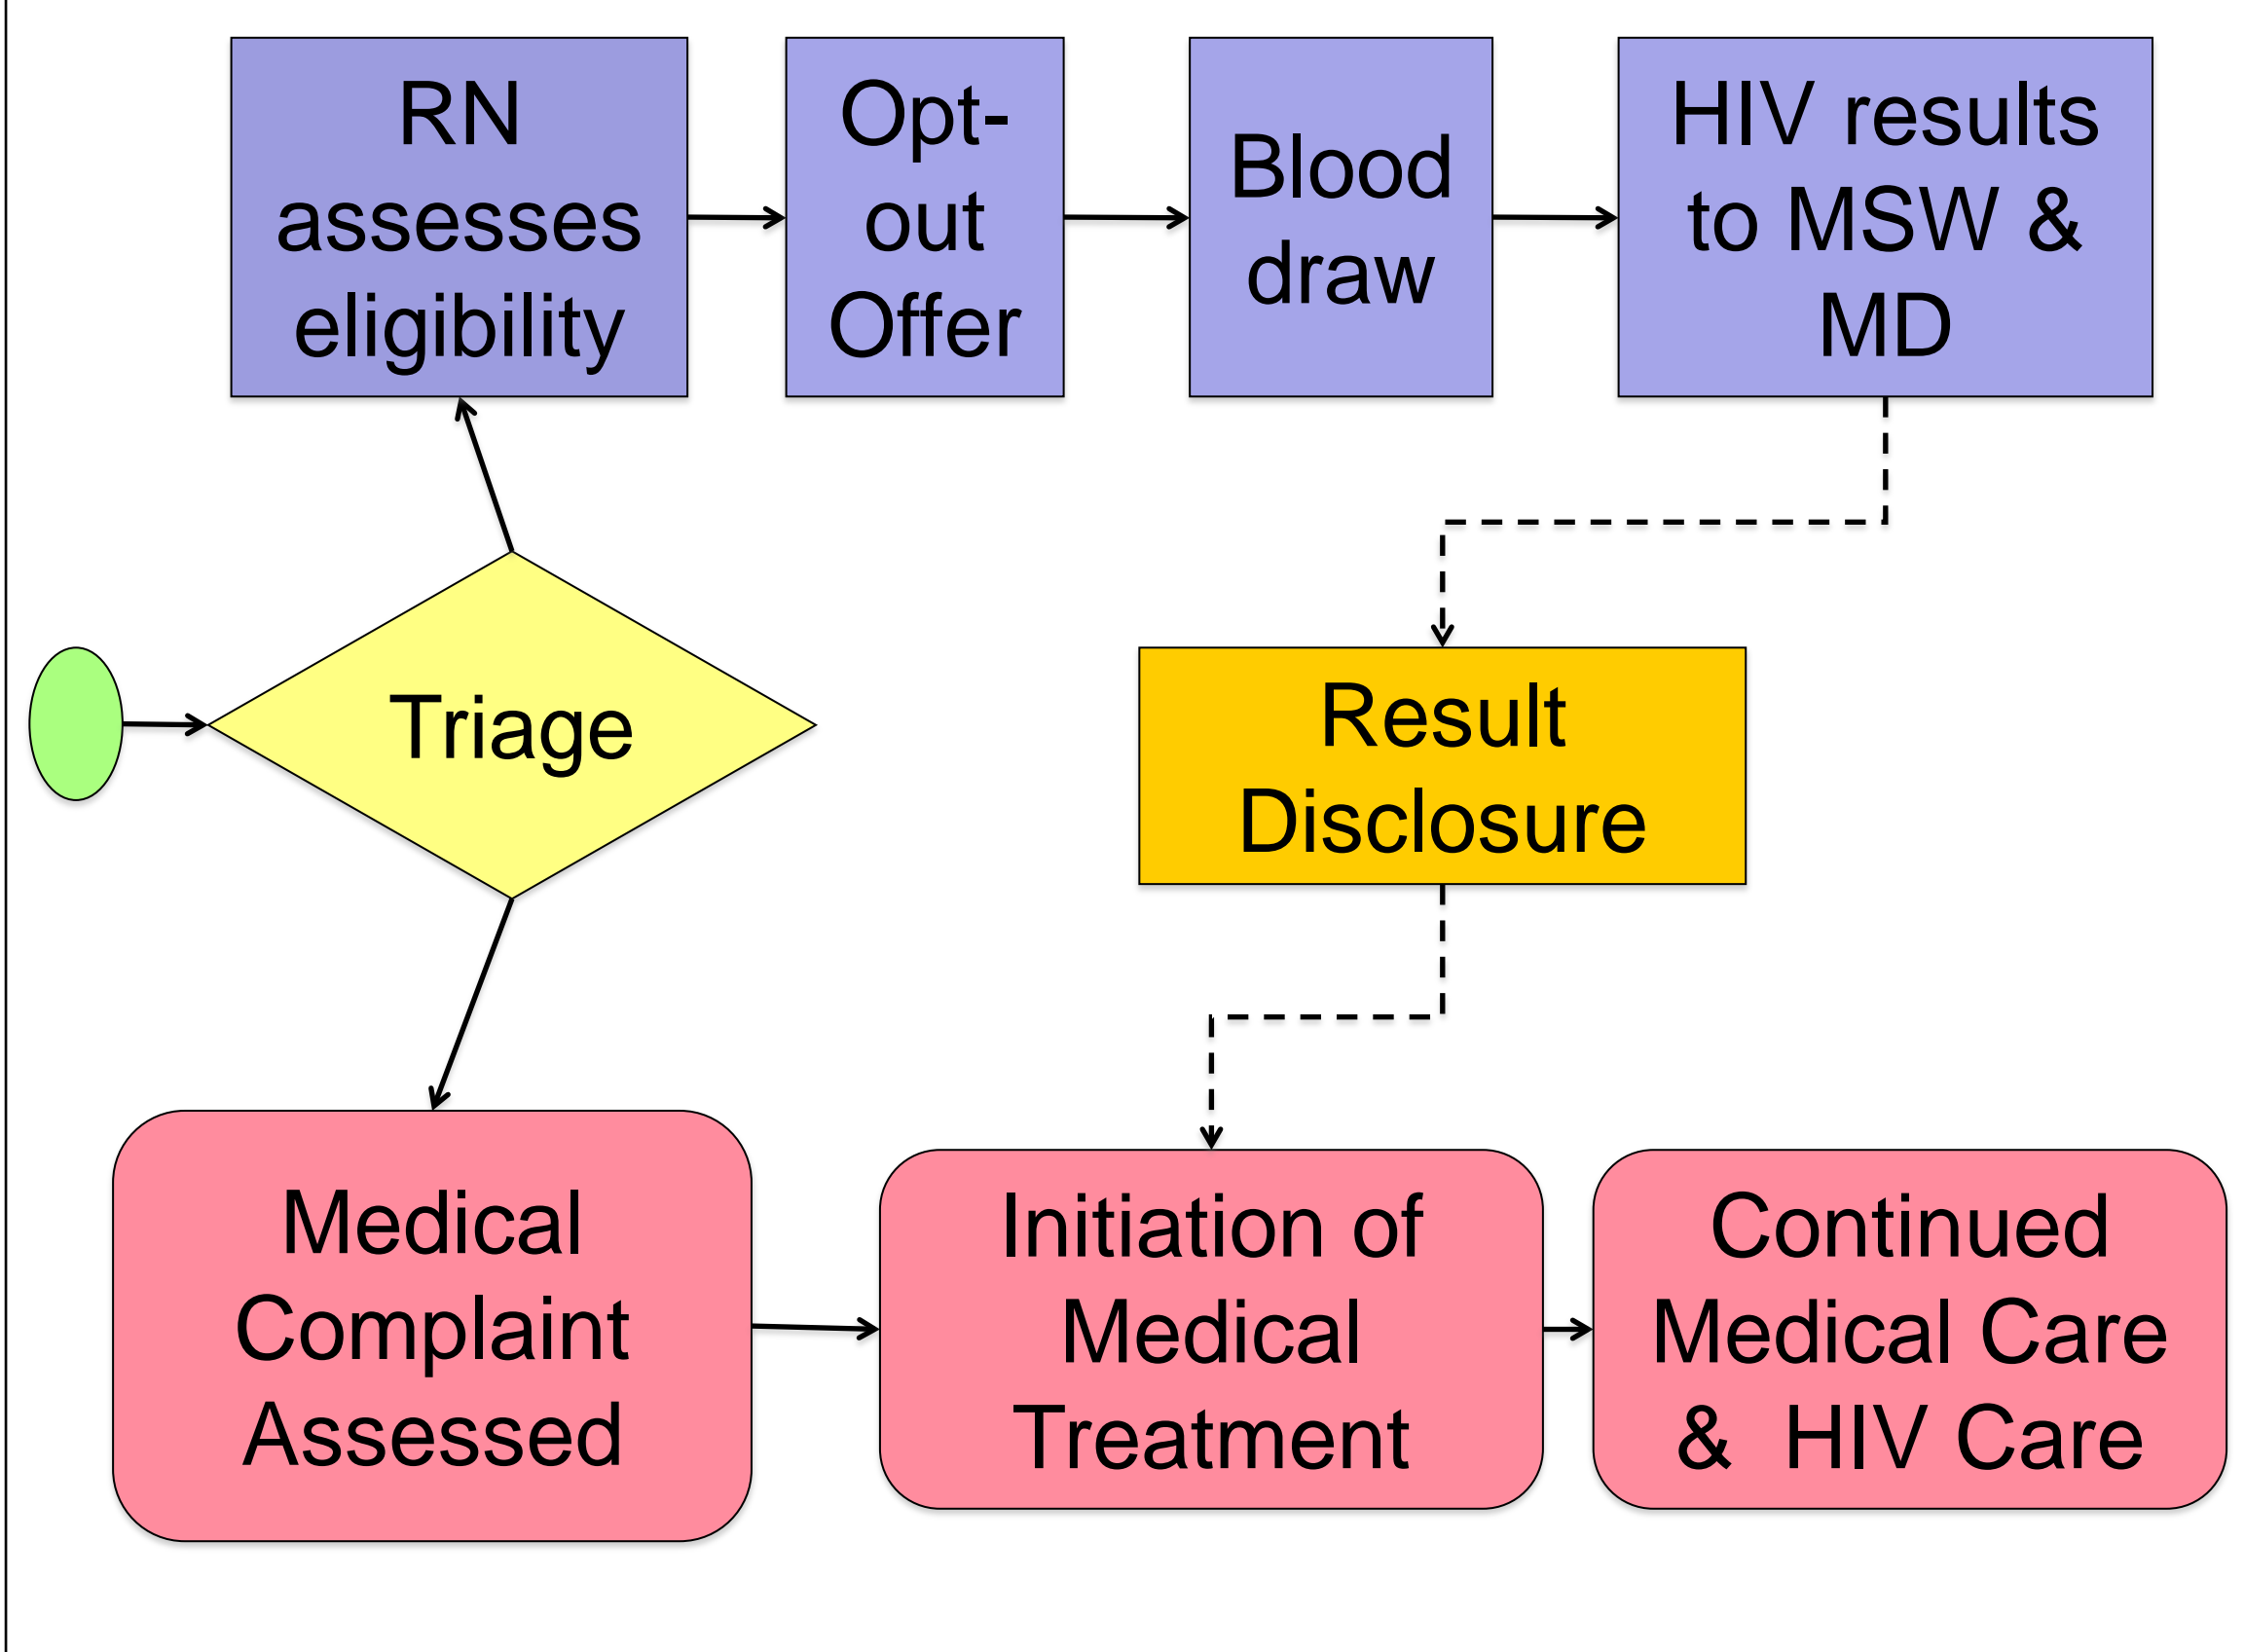 RN
assesses
eligibility
Opt-
out
Offer
Blood
draw
HIV results
to MSW &
MD
Triage
Result
Disclosure
Medical
Complaint
Assessed
Initiation of
Medical
Treatment
Continued
Medical Care
& HIV Care